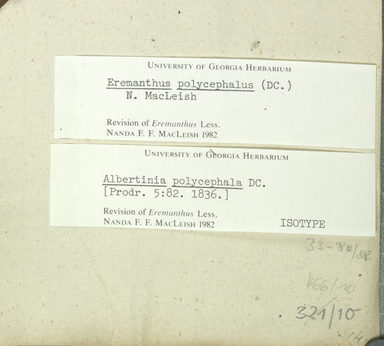 UNIVERSITY OF GEORGIA HERBARIUM
Eremanthus polycephalus (DC.)
N. MacLeish
Revision of Eremanthus Less.
NANDA F. F. MACLEISH 1982
UNIVERSITY OF GEORGIA HERBARIUM
Albertinia polycephala DC.
[Prodr. 5:82. 1836.]
Revision of Eremanthus Less.
NANDA F. F. MACLEISH 1982 ISOTYPE
321/10